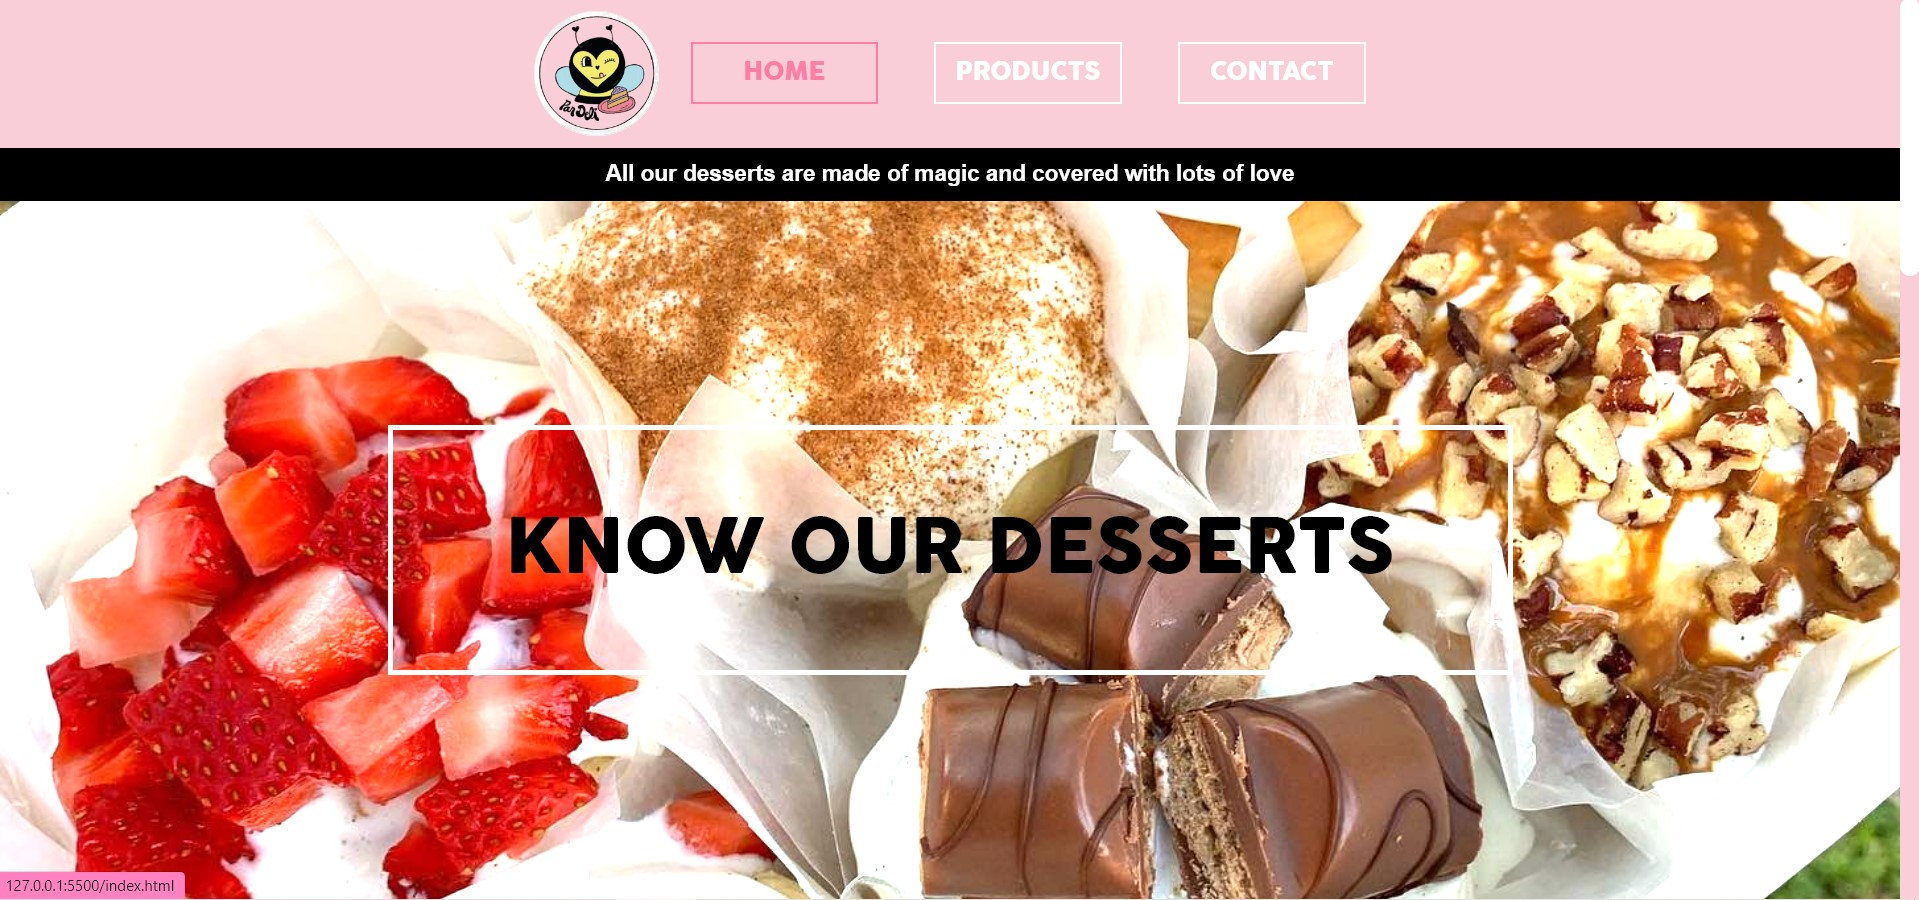 Pan Deli
HOME
PRODUCTS
CONTACT
All our desserts are made of magic and covered with lots of love
KNOW OUR DESSERTS
127.0.0.1:5500/index.html